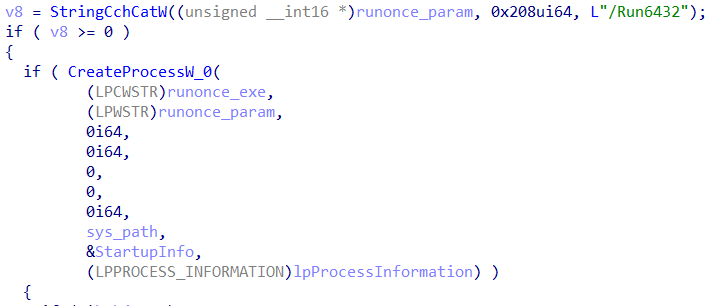 v8 = StringCchCatW((unsigned __int16 *)runonce_param, 0x208ui64, L"/Run6432");
if ( v8 >= 0 )
{
if ( CreateProcessW_0(
(LPCWSTR)runonce_exe,
(LPWSTR)runonce_param,
0i64,
0i64,
0,
0,
0i64,
sys_path,
&StartupInfo,
(LPPROCESS_INFORMATION)lpProcessInformation) )
{